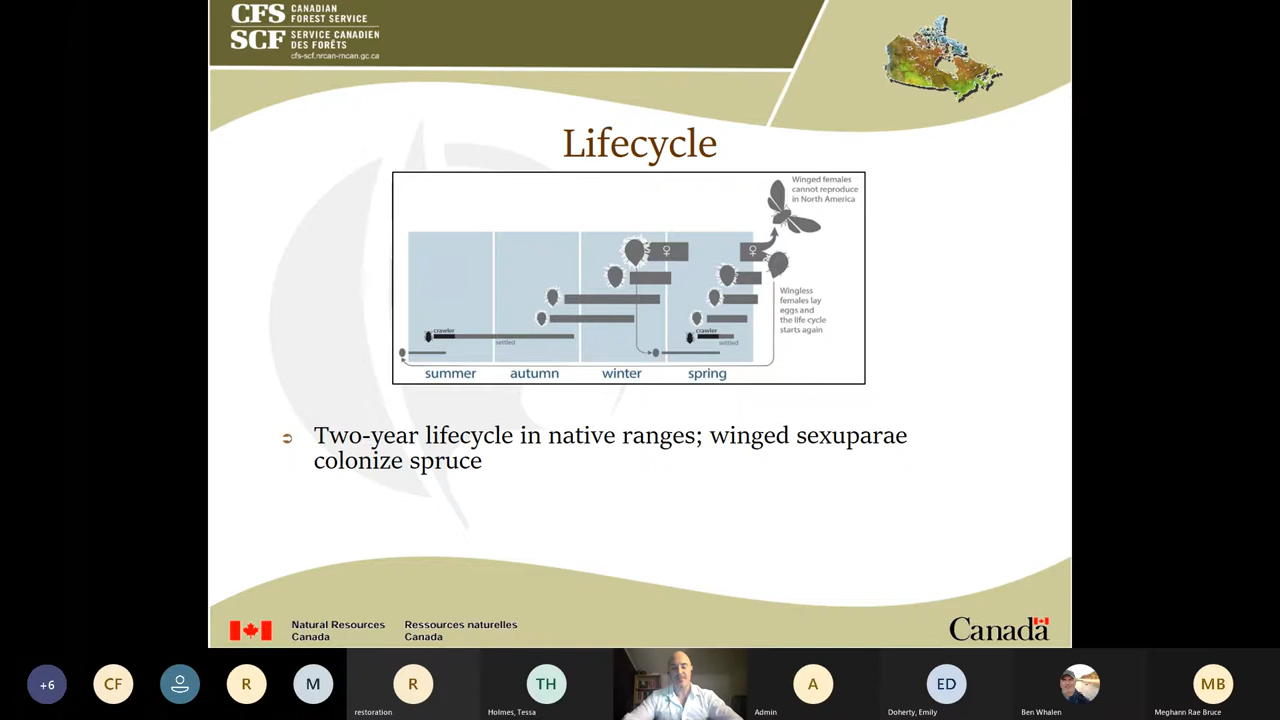 CFS CANADIAN
FOREST SERVICE
SCF SERVICE CANADIEN
DES FORÊTS
cfs-scf.nrcan-rncan.gc.ca
Lifecycle
Winged females
cannot reproduce
in North America
♀
♀
Wingless
females lay
eggs and
the life cycle
starts again
crawler
settled
crawler
settled
summer autumn winter spring
Two-year lifecycle in native ranges; winged sexuparae
colonize spruce
Natural Resources
Canada
Ressources naturelles
Canada
Canada
+6
CF
R
M
R
restoration
TH
Holmes, Tessa
A
Admin
ED
Doherty, Emily
Ben Whalen
MB
Meghann Rae Bruce